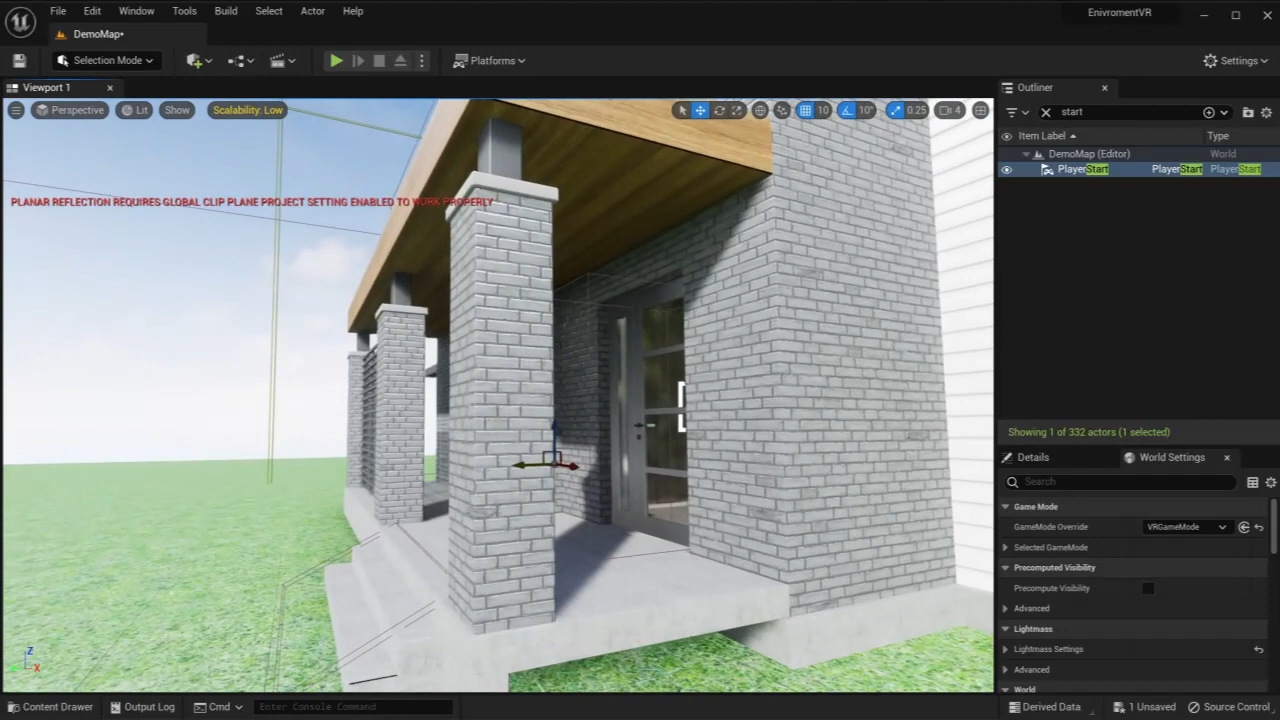 File Edit Window Tools Build Select Actor Help
EnivromentVR
DemoMap•
Selection Mode
Platforms
Settings
Viewport 1
Perspective Lit Show Scalability: Low
10 10° 0.25 4
PLANAR REFLECTION REQUIRES GLOBAL CLIP PLANE PROJECT SETTING ENABLED TO WORK PROPERLY
Z
X
Outliner
start
Item Label Type
DemoMap (Editor) World
PlayerStart PlayerStart PlayerStart
Showing 1 of 332 actors (1 selected)
Details World Settings
Search
Game Mode
GameMode Override VRGameMode
Selected GameMode
Precomputed Visibility
Precompute Visibility
Advanced
Lightmass
Lightmass Settings
Advanced
World
Content Drawer Output Log Cmd Enter Console Command
Derived Data 1 Unsaved Source Control